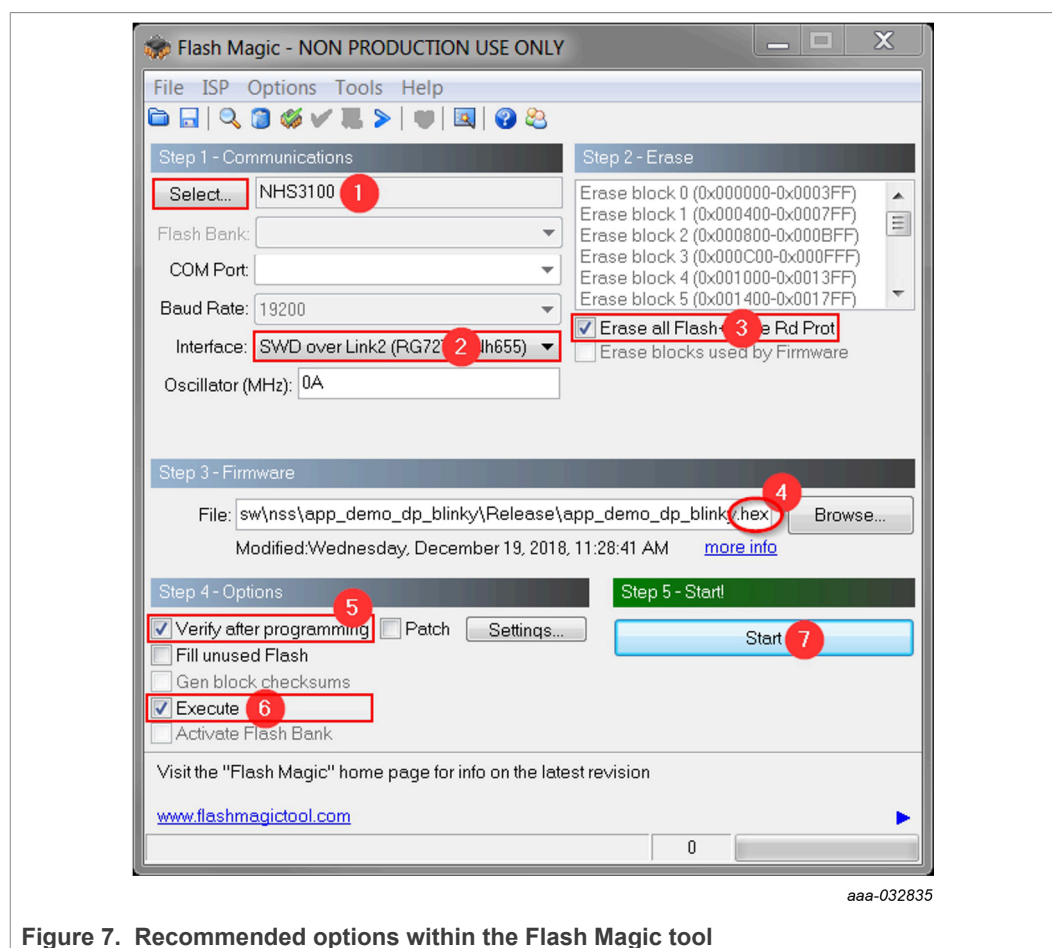 Flash Magic - NON PRODUCTION USE ONLY
File ISP Options Tools Help
Step 1 - Communications
Select... NHS3100 1
Flash Bank:
COM Port:
Baud Rate: 19200
Interface: SWD over Link2 (RG72 2 lh655)
Oscillator (MHz): 0A
Step 2 - Erase
Erase block 0 (0x000000-0x0003FF)
Erase block 1 (0x000400-0x0007FF)
Erase block 2 (0x000800-0x000BFF)
Erase block 3 (0x000C00-0x000FFF)
Erase block 4 (0x001000-0x0013FF)
Erase block 5 (0x001400-0x0017FF)
Erase all Flash 3 e Rd Prot
Erase blocks used by Firmware
Step 3 - Firmware
4
File: sw\nss\app_demo_dp_blinky\Release\app_demo_dp_blinky.hex Browse...
Modified:Wednesday, December 19, 2018, 11:28:41 AM more info
Step 4 - Options
5
Verify after programming Patch Settings...
Fill unused Flash
Gen block checksums
Execute 6
Activate Flash Bank
Step 5 - Start!
Start 7
Visit the "Flash Magic" home page for info on the latest revision
www.flashmagictool.com
0
aaa-032835
Figure 7. Recommended options within the Flash Magic tool